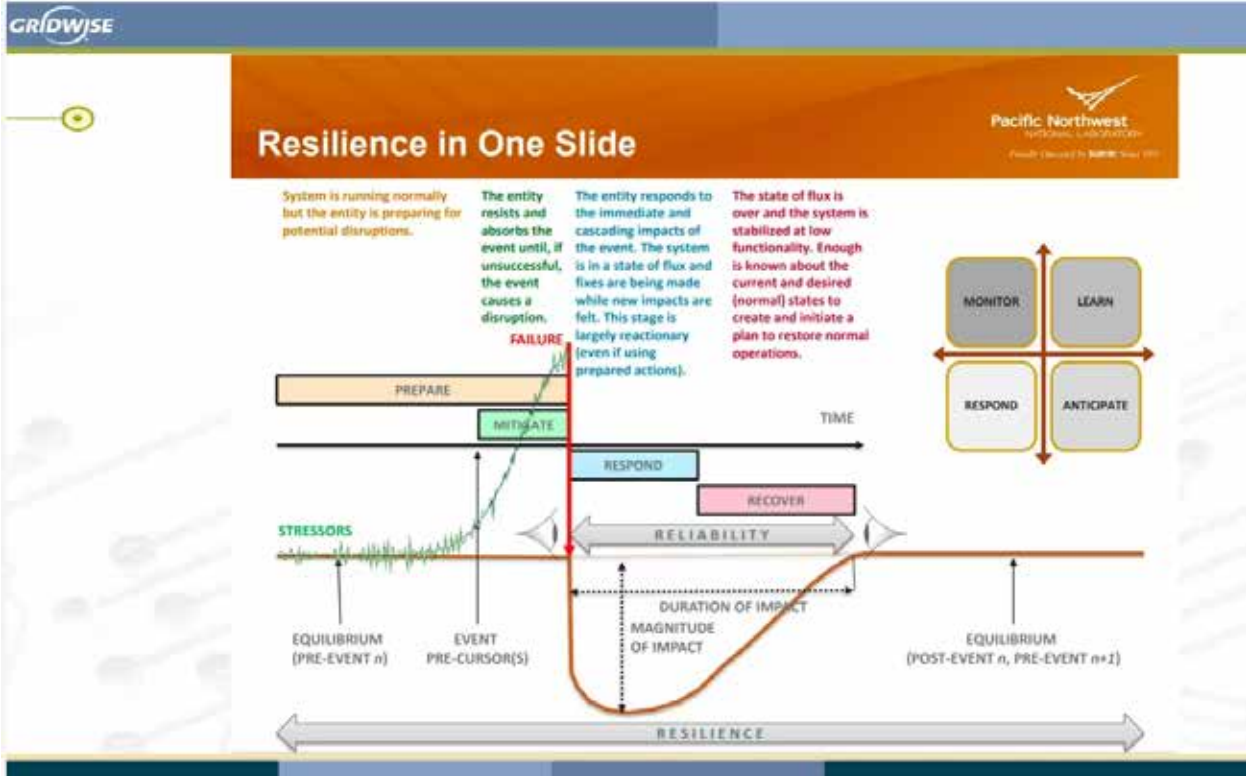 GRIDWISE
Pacific Northwest
NATIONAL LABORATORY
Proudly Operated by Battelle Since 1965
Resilience in One Slide
System is running normally
but the entity is preparing for
potential disruptions.
The entity
resists and
absorbs the
event until, if
unsuccessful,
the event
causes a
disruption.
The entity responds to
the immediate and
cascading impacts of
the event. The system
is in a state of flux and
fixes are being made
while new impacts are
felt. This stage is
largely reactionary
(even if using
prepared actions).
The state of flux is
over and the system is
stabilized at low
functionality. Enough
is known about the
current and desired
(normal) states to
create and initiate a
plan to restore normal
operations.
MONITOR
LEARN
RESPOND
ANTICIPATE
FAILURE
PREPARE
MITIGATE
TIME
RESPOND
RECOVER
STRESSORS
RELIABILITY
DURATION OF IMPACT
MAGNITUDE
OF IMPACT
EQUILIBRIUM
(PRE-EVENT n)
EVENT
PRE-CURSOR(S)
EQUILIBRIUM
(POST-EVENT n, PRE-EVENT n+1)
RESILIENCE